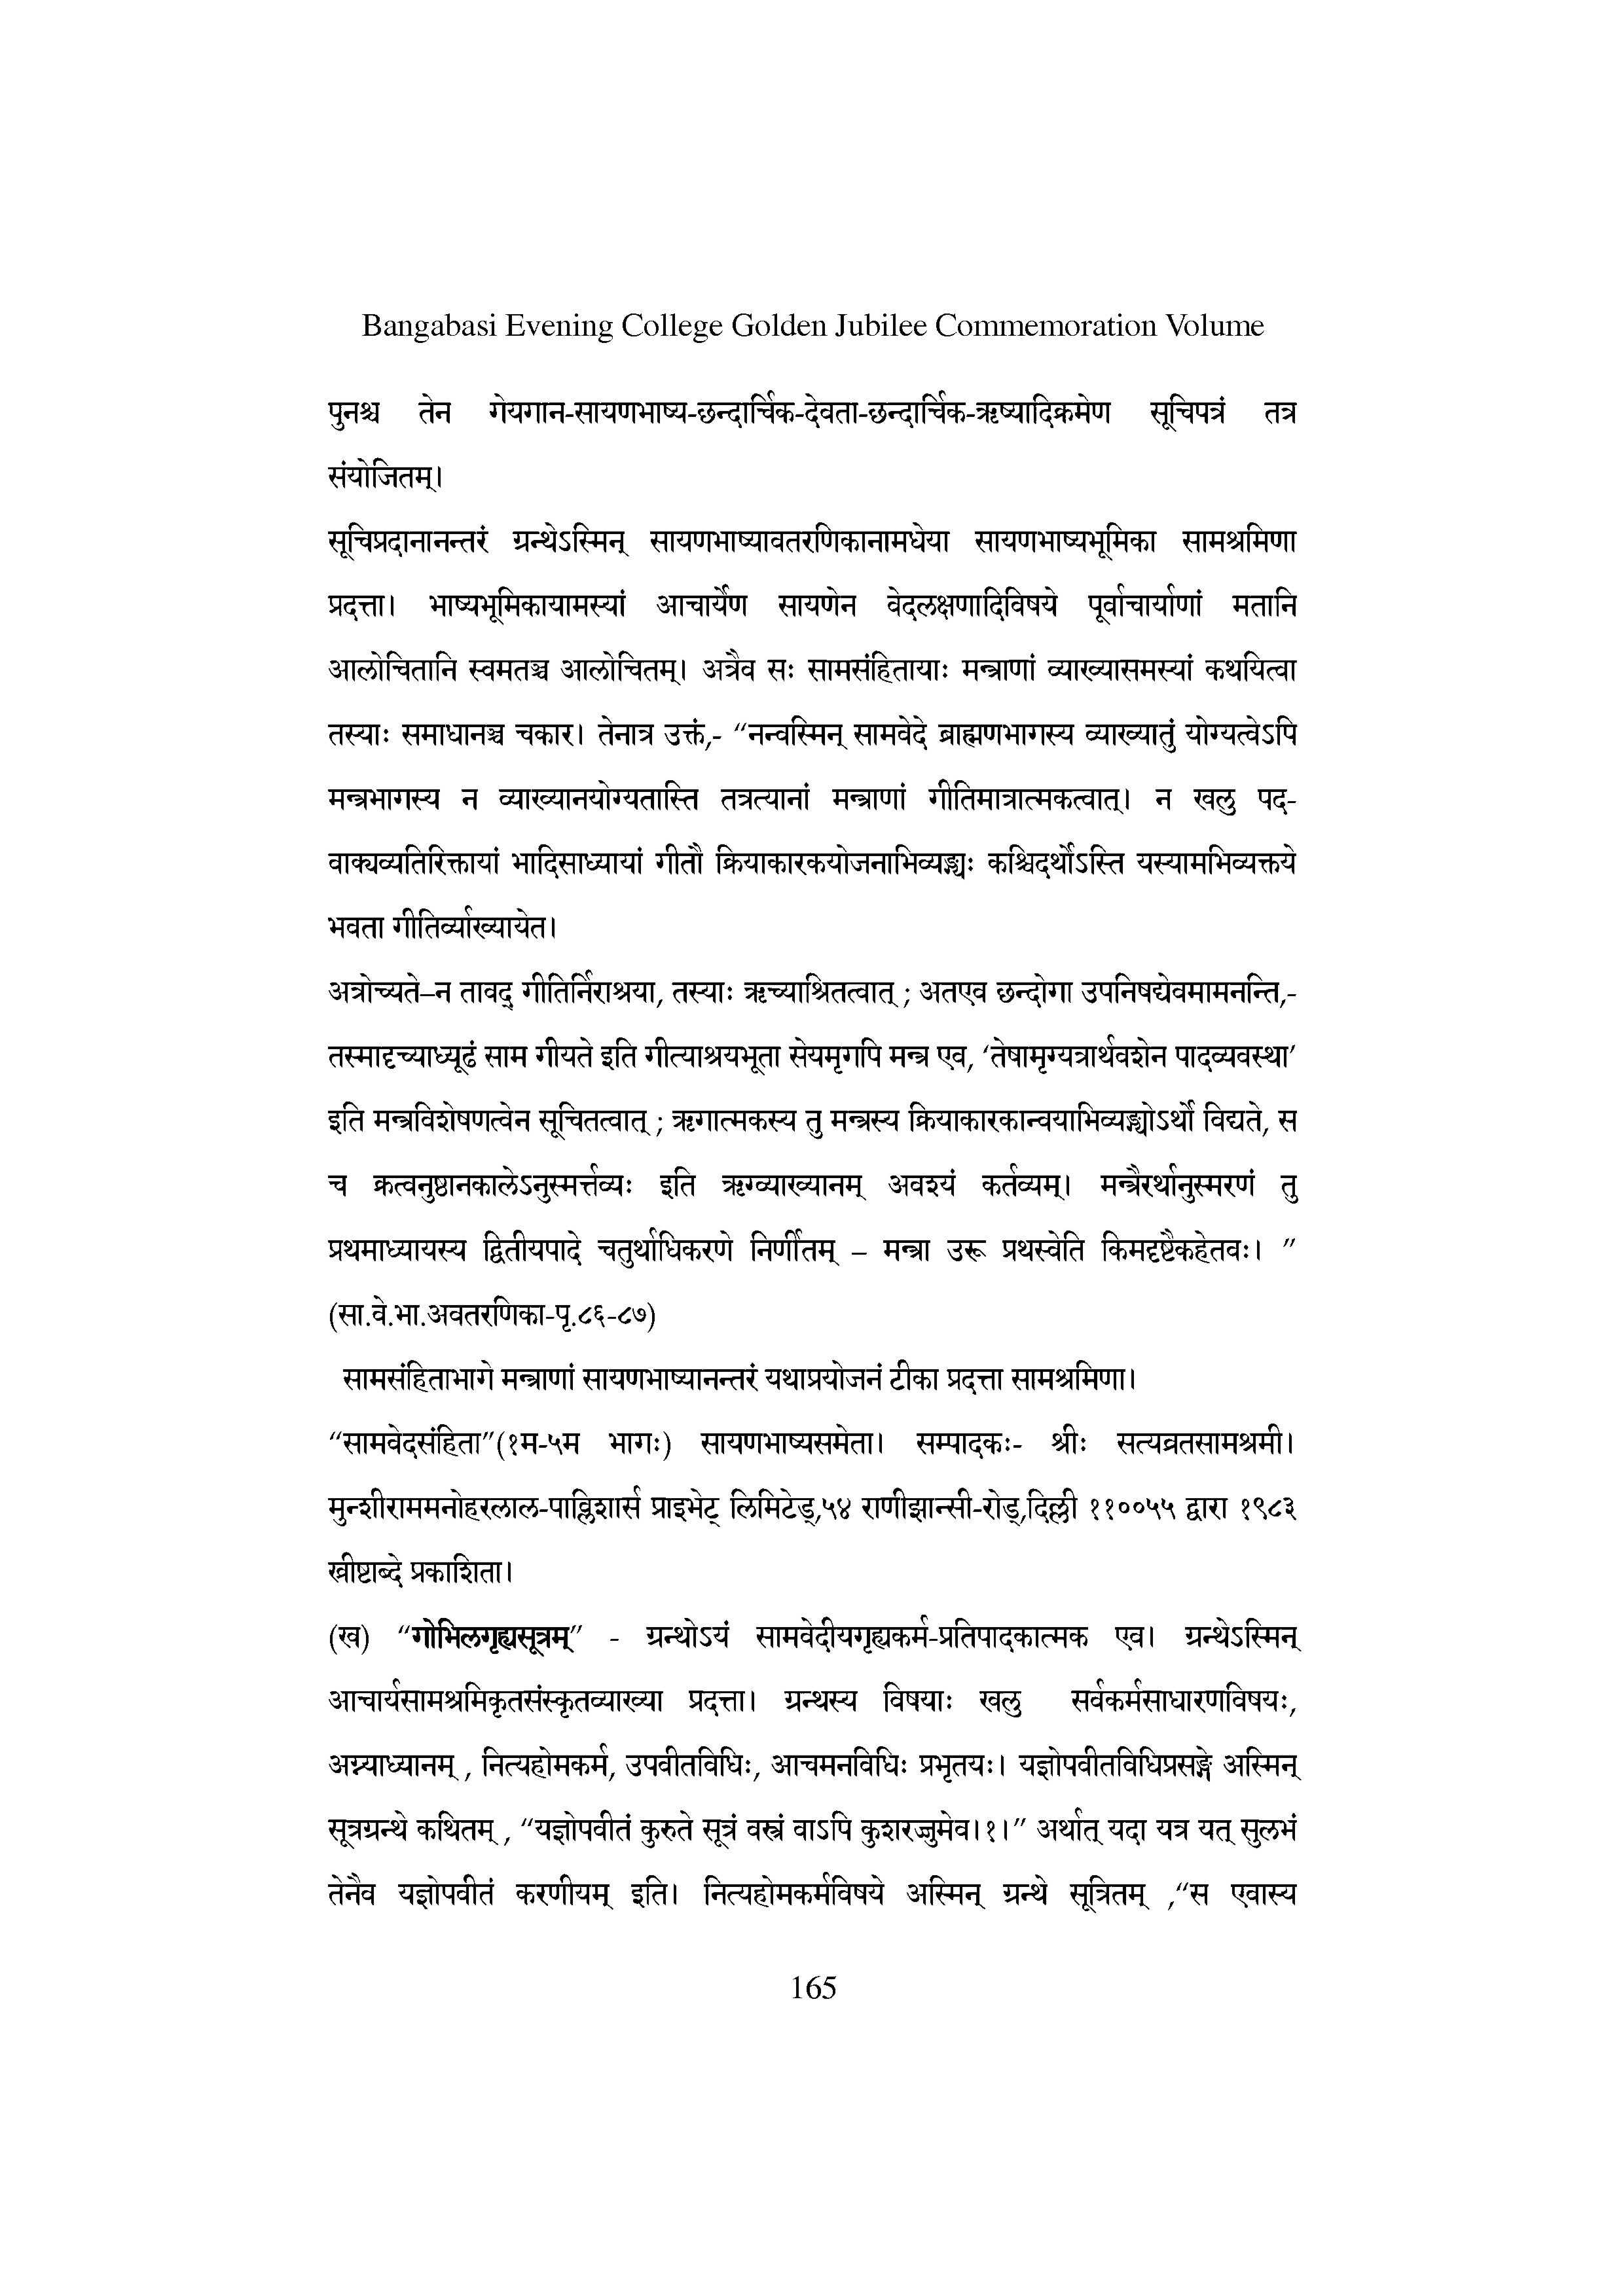 Bangabasi Evening College Golden Jubilee Commemoration Volume
पुनश्च तेन गेयगान-सायणभाष्य-छन्दार्चिक-देवता-छन्दार्चिक-ऋष्यादिक्रमेण सूचिपत्रं तत्र
संयोजितम्।
सूचिप्रदानानन्तरं ग्रन्थेऽस्मिन् सायणभाष्यावतरणिकानामधेया सायणभाष्यभूमिका सामश्रमिणा
प्रदत्ता। भाष्यभूमिकायामस्यां आचार्येण सायणेन वेदलक्षणादिविषये पूर्वाचार्याणां मतानि
आलोचितानि स्वमतञ्च आलोचितम्। अत्रैव सः सामसंहितायाः मन्त्राणां व्याख्यासमस्यां कथयित्वा
तस्याः समाधानञ्च चकार। तेनात्र उक्तं,- “नन्वस्मिन् सामवेदे ब्राह्मणभागस्य व्याख्यातुं योग्यत्वेऽपि
मन्त्रभागस्य न व्याख्यानयोग्यतास्ति तत्रत्यानां मन्त्राणां गीतिमात्रात्मकत्वात्। न खलु पद-
वाक्यव्यतिरिक्तायां भादिसाध्यायां गीतौ क्रियाकारकयोजनाभिव्यङ्ग्यः कश्चिदर्थोऽस्ति यस्यामभिव्यक्तये
भवता गीतिर्व्याख्यायेत।
अत्रोच्यते–न तावद् गीतिर्निराश्रया, तस्याः ऋच्याश्रितत्वात् ; अतएव छन्दोगा उपनिषद्येवमामनन्ति,-
तस्मादृच्याध्यूढं साम गीयते इति गीत्याश्रयभूता सेयमृगपि मन्त्र एव, ‘तेषामृग्यत्रार्थवशेन पादव्यवस्था’
इति मन्त्रविशेषणत्वेन सूचितत्वात् ; ऋगात्मकस्य तु मन्त्रस्य क्रियाकारकान्वयाभिव्यङ्ग्योऽर्थो विद्यते, स
च क्रत्वनुष्ठानकालेऽनुस्मर्त्तव्यः इति ऋग्व्याख्यानम् अवश्यं कर्तव्यम्। मन्त्रैरर्थानुस्मरणं तु
प्रथमाध्यायस्य द्वितीयपादे चतुर्थाधिकरणे निर्णीतम् – मन्त्रा उरू प्रथस्वेति किमदृष्टैकहेतवः। ”
(सा.वे.भा.अवतरणिका-पृ.८६-८७)
सामसंहिताभागे मन्त्राणां सायणभाष्यानन्तरं यथाप्रयोजनं टीका प्रदत्ता सामश्रमिणा।
“सामवेदसंहिता”(१म-५म भागः) सायणभाष्यसमेता। सम्पादकः- श्रीः सत्यव्रतसामश्रमी।
मुन्शीराममनोहरलाल-पाव्लिशार्स प्राइभेट् लिमिटेड्,५४ राणीझान्सी-रोड्,दिल्ली ११००५५ द्वारा १९८३
ख्रीष्टाब्दे प्रकाशिता।
(ख) “गोभिलगृह्यसूत्रम्” - ग्रन्थोऽयं सामवेदीयगृह्यकर्म-प्रतिपादकात्मक एव। ग्रन्थेऽस्मिन्
आचार्यसामश्रमिकृतसंस्कृतव्याख्या प्रदत्ता। ग्रन्थस्य विषयाः खलु सर्वकर्मसाधारणविषयः,
अग्न्याध्यानम् , नित्यहोमकर्म, उपवीतविधिः, आचमनविधिः प्रभृतयः। यज्ञोपवीतविधिप्रसङ्गे अस्मिन्
सूत्रग्रन्थे कथितम् , “यज्ञोपवीतं कुरुते सूत्रं वस्त्रं वाऽपि कुशरज्जुमेव।१।” अर्थात् यदा यत्र यत् सुलभं
तेनैव यज्ञोपवीतं करणीयम् इति। नित्यहोमकर्मविषये अस्मिन् ग्रन्थे सूत्रितम् ,“स एवास्य
165